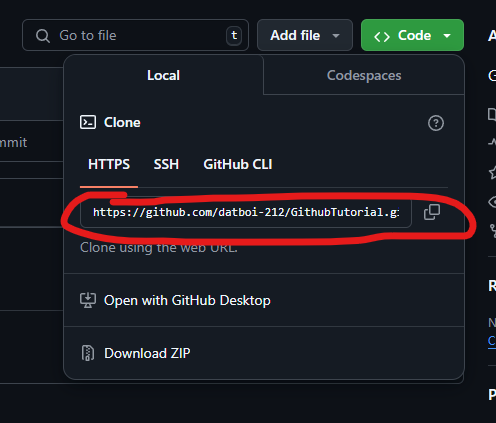 Go to file
t
Add file
Code
Local
Codespaces
Clone
?
HTTPS
SSH
GitHub CLI
https://github.com/datboi-212/GithubTutorial.g
Clone using the web URL.
Open with GitHub Desktop
Download ZIP
mmit
A
G
R
N
C
P